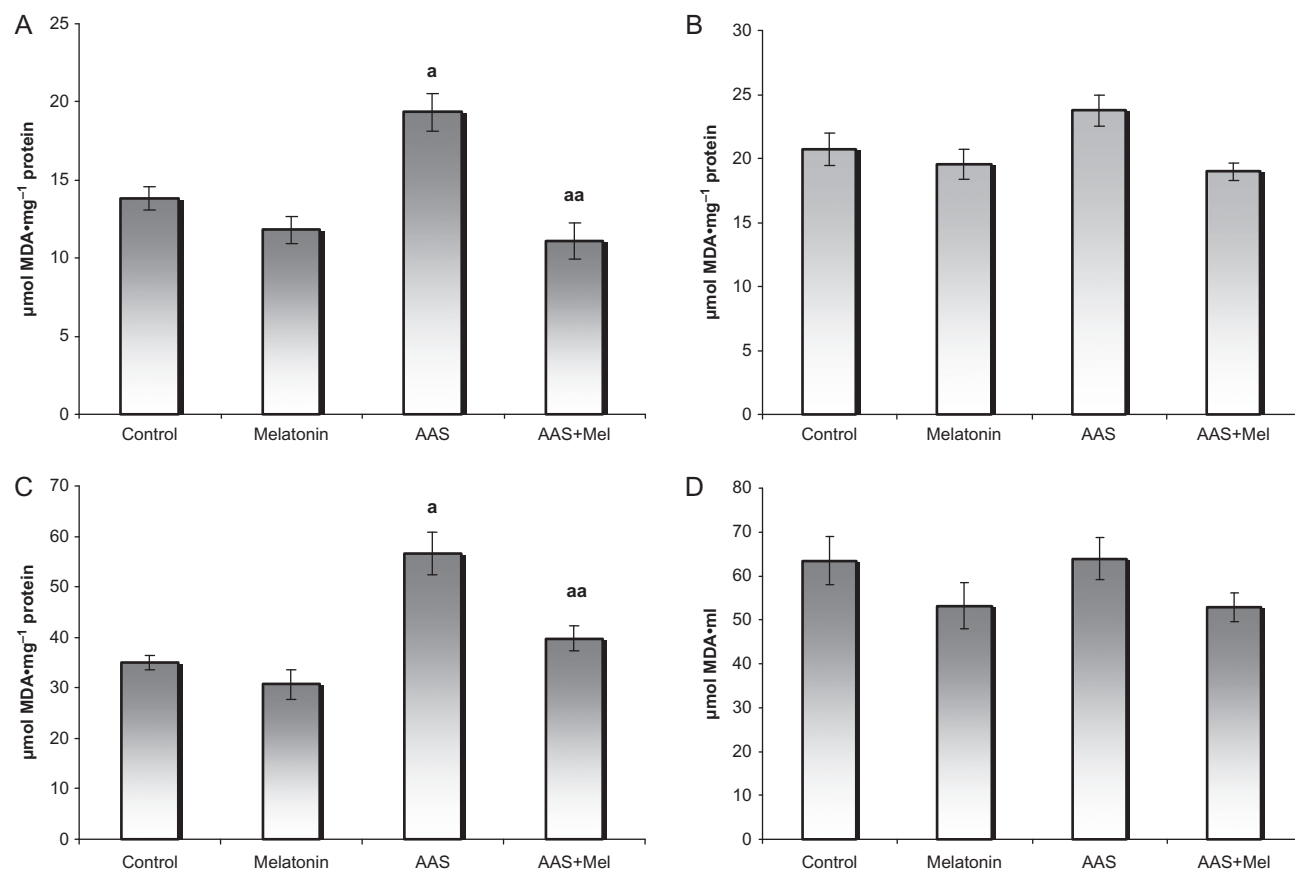 A
25
20
15
10
5
0
µmol MDA•mg⁻¹ protein
a
aa
Control Melatonin AAS AAS+Mel
B
30
25
20
15
10
5
0
µmol MDA•mg⁻¹ protein
Control Melatonin AAS AAS+Mel
C
70
60
50
40
30
20
10
0
µmol MDA•mg⁻¹ protein
a
aa
Control Melatonin AAS AAS+Mel
D
80
70
60
50
40
30
20
10
0
µmol MDA•ml
Control Melatonin AAS AAS+Mel